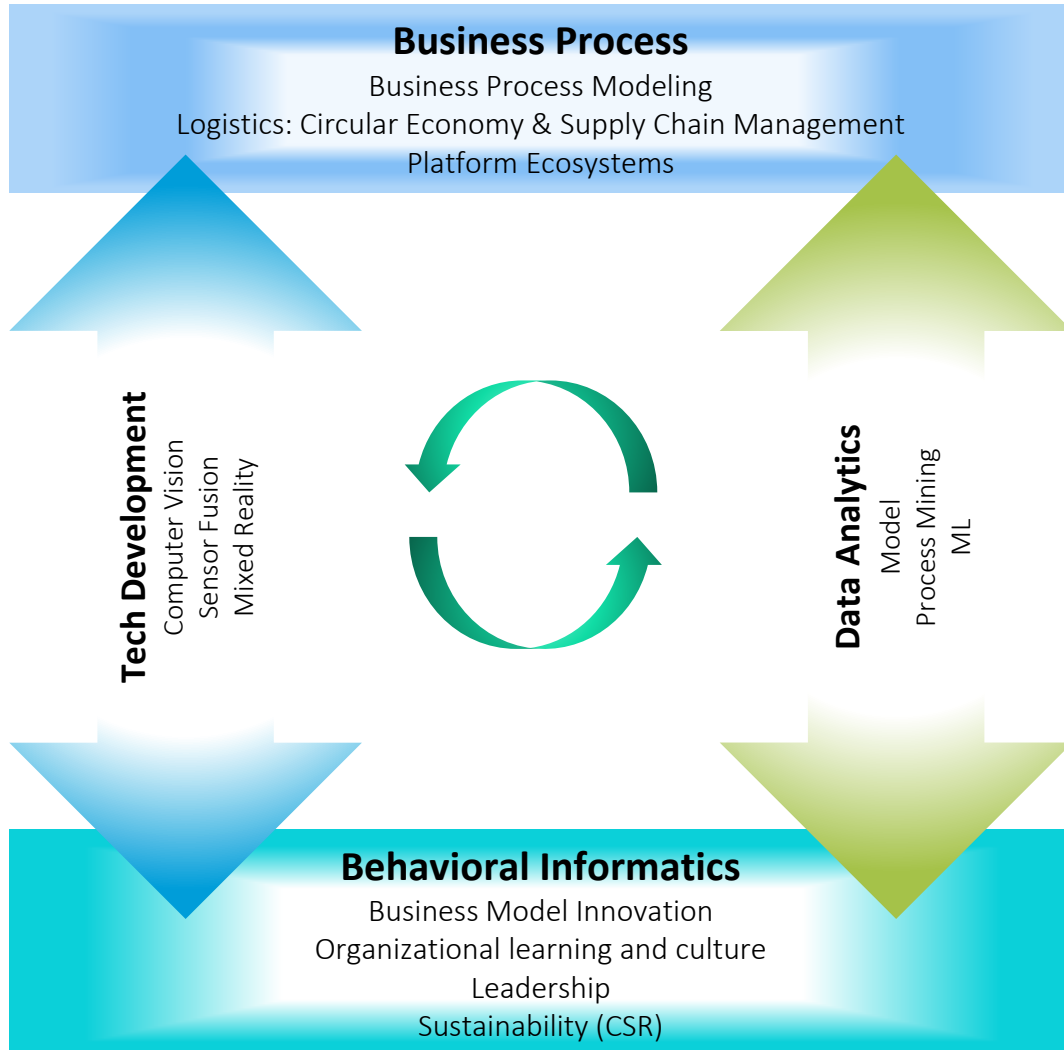 Business Process
Business Process Modeling
Logistics: Circular Economy & Supply Chain Management
Platform Ecosystems
Tech Development
Computer Vision
Sensor Fusion
Mixed Reality
Data Analytics
Model
Process Mining
ML
Behavioral Informatics
Business Model Innovation
Organizational learning and culture
Leadership
Sustainability (CSR)